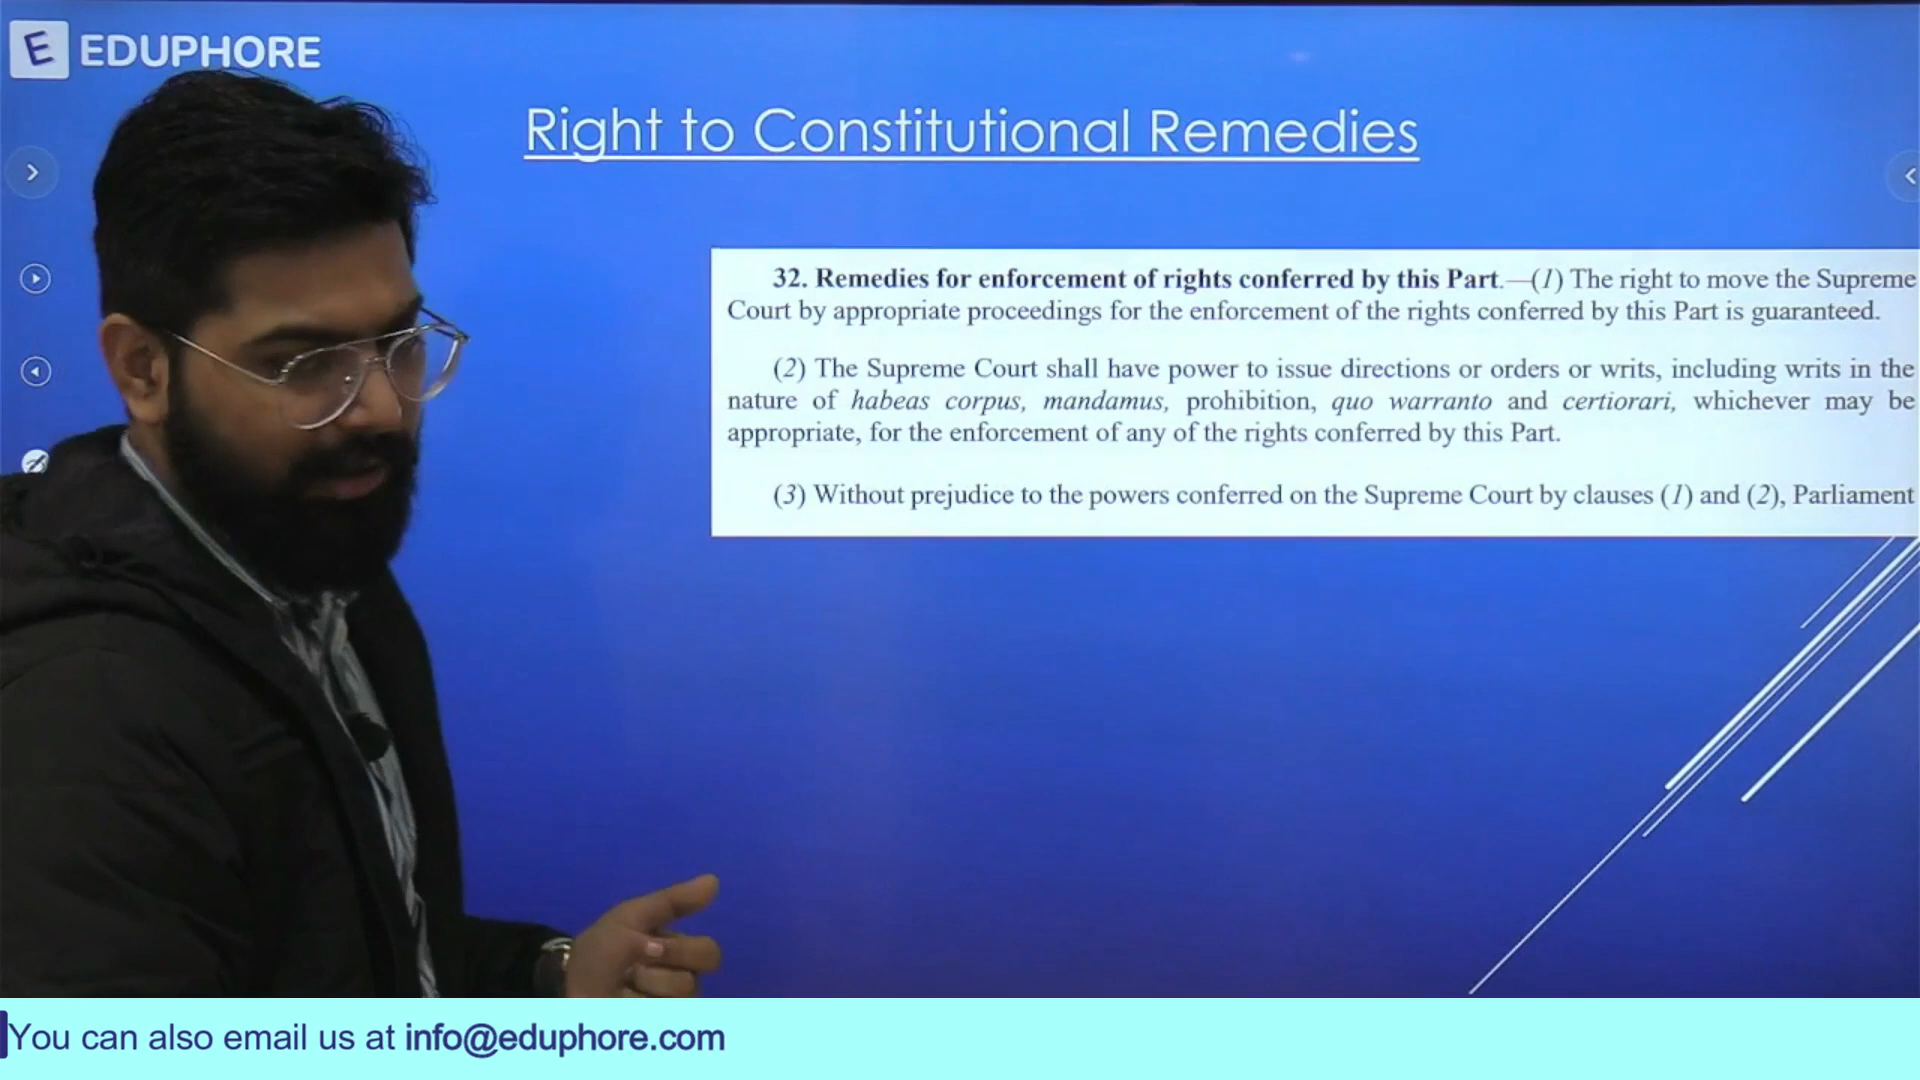 E EDUPHORE
Right to Constitutional Remedies
32. Remedies for enforcement of rights conferred by this Part.—(1) The right to move the Supreme
Court by appropriate proceedings for the enforcement of the rights conferred by this Part is guaranteed.
(2) The Supreme Court shall have power to issue directions or orders or writs, including writs in the
nature of habeas corpus, mandamus, prohibition, quo warranto and certiorari, whichever may be
appropriate, for the enforcement of any of the rights conferred by this Part.
(3) Without prejudice to the powers conferred on the Supreme Court by clauses (1) and (2), Parliament
You can also email us at info@eduphore.com